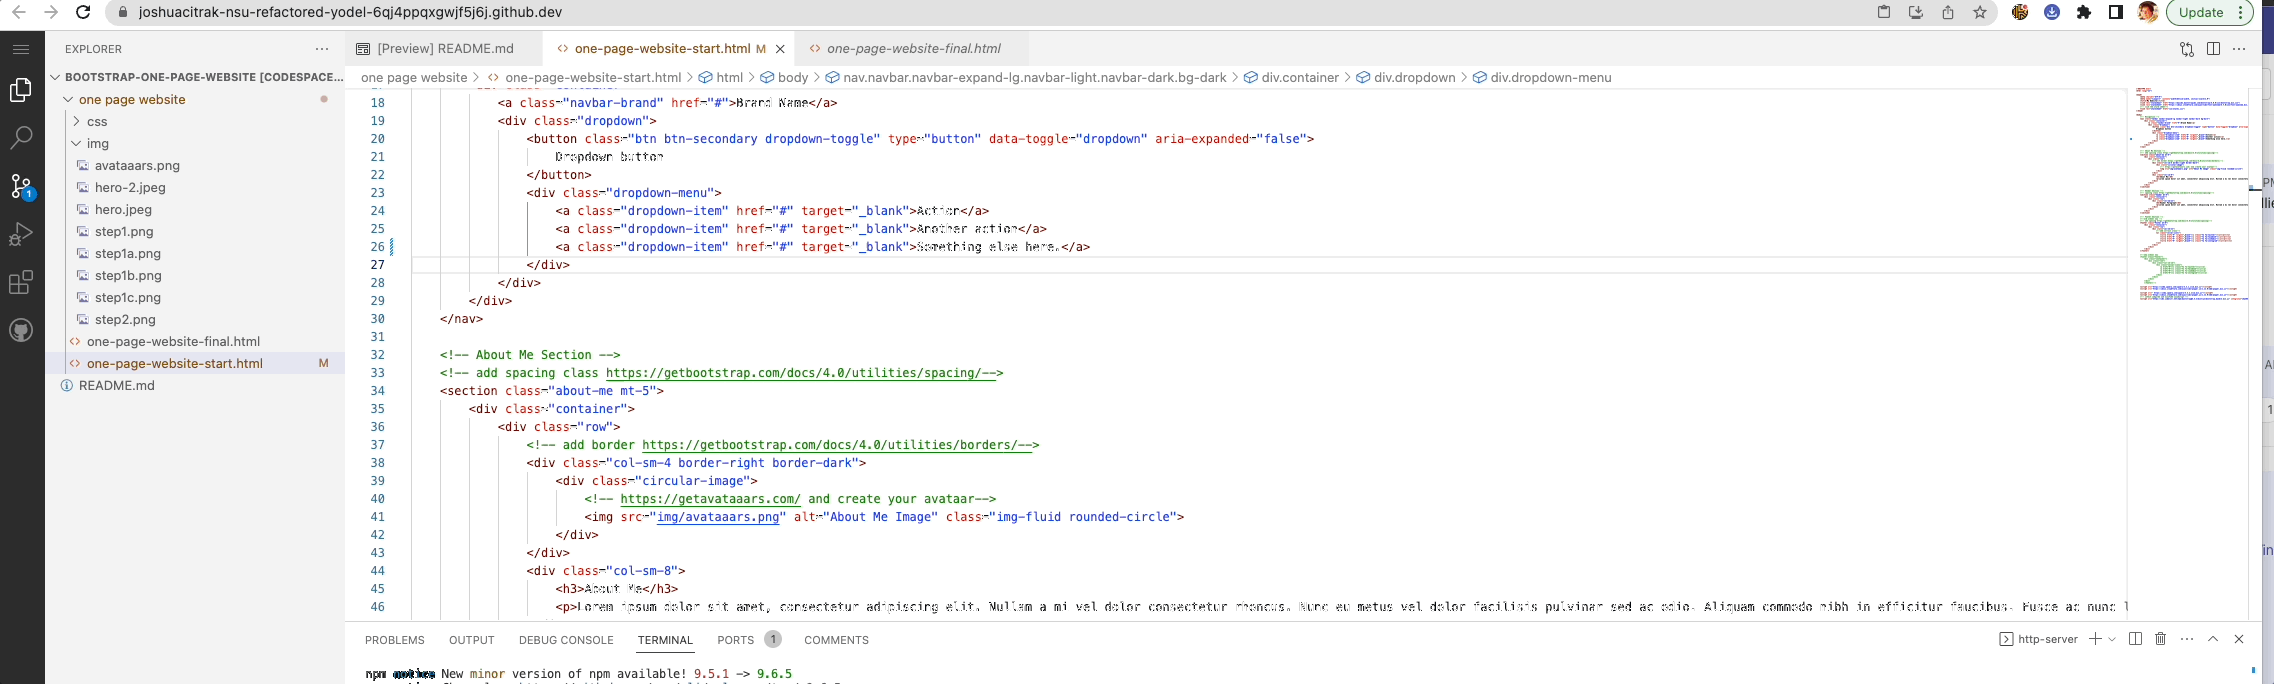 joshuacitrak-nsu-refactored-yodel-6qj4ppqxgwjf5j6j.github.dev
Update
EXPLORER
[Preview] README.md
one-page-website-start.html M
one-page-website-final.html
BOOTSTRAP-ONE-PAGE-WEBSITE [CODESPACE...
one page website > one-page-website-start.html > html > body > nav.navbar.navbar-expand-lg.navbar-light.navbar-dark.bg-dark > div.container > div.dropdown > div.dropdown-menu
one page website
css
img
avataaars.png
hero-2.jpeg
hero.jpeg
step1.png
step1a.png
step1b.png
step1c.png
step2.png
one-page-website-final.html
one-page-website-start.html M
README.md
1
18 <a class="navbar-brand" href="#">Brand Name</a>
19 <div class="dropdown">
20 <button class="btn btn-secondary dropdown-toggle" type="button" data-toggle="dropdown" aria-expanded="false">
21 Dropdown button
22 </button>
23 <div class="dropdown-menu">
24 <a class="dropdown-item" href="#" target="_blank">Action</a>
25 <a class="dropdown-item" href="#" target="_blank">Another action</a>
26 <a class="dropdown-item" href="#" target="_blank">Something else here.</a>
27 </div>
28 </div>
29 </div>
30 </nav>
31
32 <!-- About Me Section -->
33 <!-- add spacing class https://getbootstrap.com/docs/4.0/utilities/spacing/-->
34 <section class="about-me mt-5">
35 <div class="container">
36 <div class="row">
37 <!-- add border https://getbootstrap.com/docs/4.0/utilities/borders/-->
38 <div class="col-sm-4 border-right border-dark">
39 <div class="circular-image">
40 <!-- https://getavataaars.com/ and create your avataar-->
41 <img src="img/avataaars.png" alt="About Me Image" class="img-fluid rounded-circle">
42 </div>
43 </div>
44 <div class="col-sm-8">
45 <h3>About Me</h3>
46 <p>Lorem ipsum dolor sit amet, consectetur adipiscing elit. Nullam a mi vel dolor consectetur rhoncus. Nunc eu metus vel dolor facilisis pulvinar sed ac odio. Aliquam commodo nibh in efficitur faucibus. Fusce ac nunc
PROBLEMS OUTPUT DEBUG CONSOLE TERMINAL PORTS 1 COMMENTS
http-server
npm notice New minor version of npm available! 9.5.1 -> 9.6.5